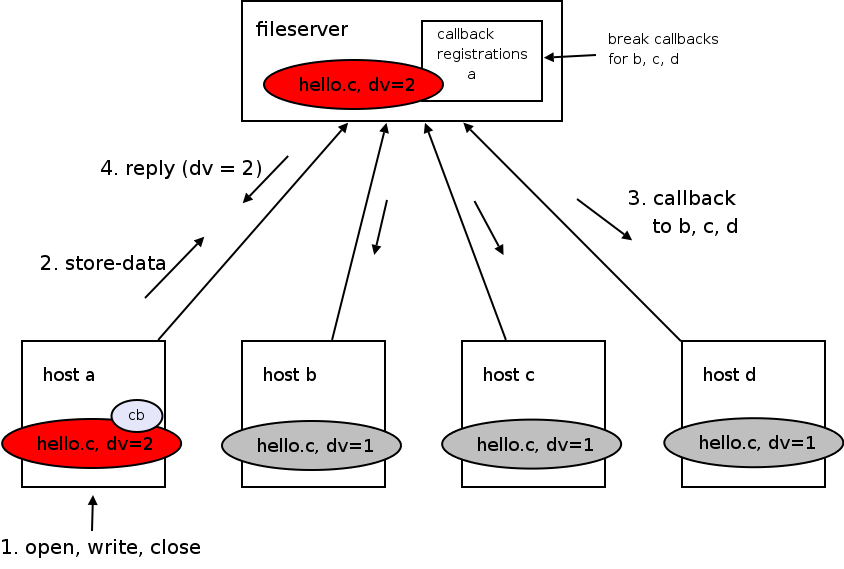 fileserver
callback
registrations
a
hello.c, dv=2
break callbacks
for b, c, d
4. reply (dv = 2)
3. callback
to b, c, d
2. store-data
host a
cb
hello.c, dv=2
host b
hello.c, dv=1
host c
hello.c, dv=1
host d
hello.c, dv=1
1. open, write, close